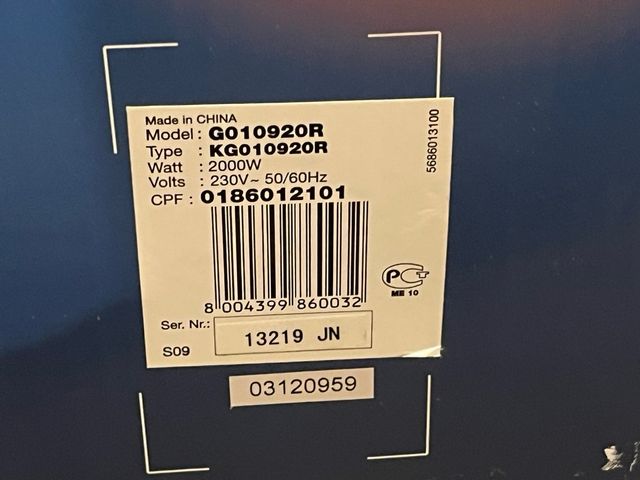 Made in CHINA
Model: G010920R
Type : KG010920R
Watt : 2000W
Volts : 230V~ 50/60Hz
CPF : 0186012101
8 004399 860032
Ser. Nr.: 13219 JN
S09
03120959
5686013100
РСТ
ME 10